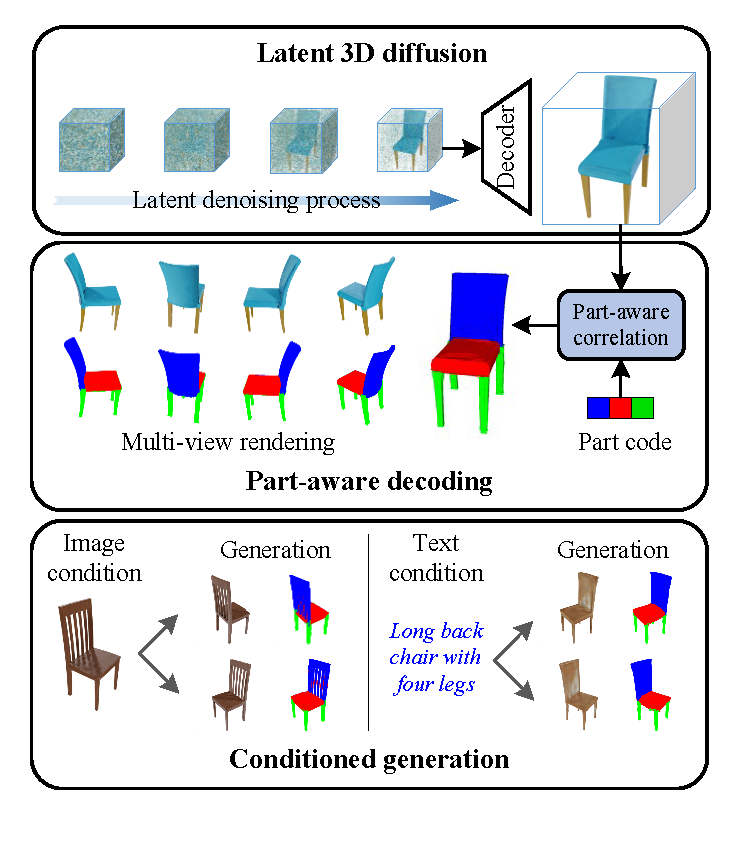 Latent 3D diffusion
Decoder
Latent denoising process
Part-aware
correlation
Multi-view rendering
Part code
Part-aware decoding
Image
condition
Generation
Text
condition
Generation
Long back
chair with
four legs
Conditioned generation